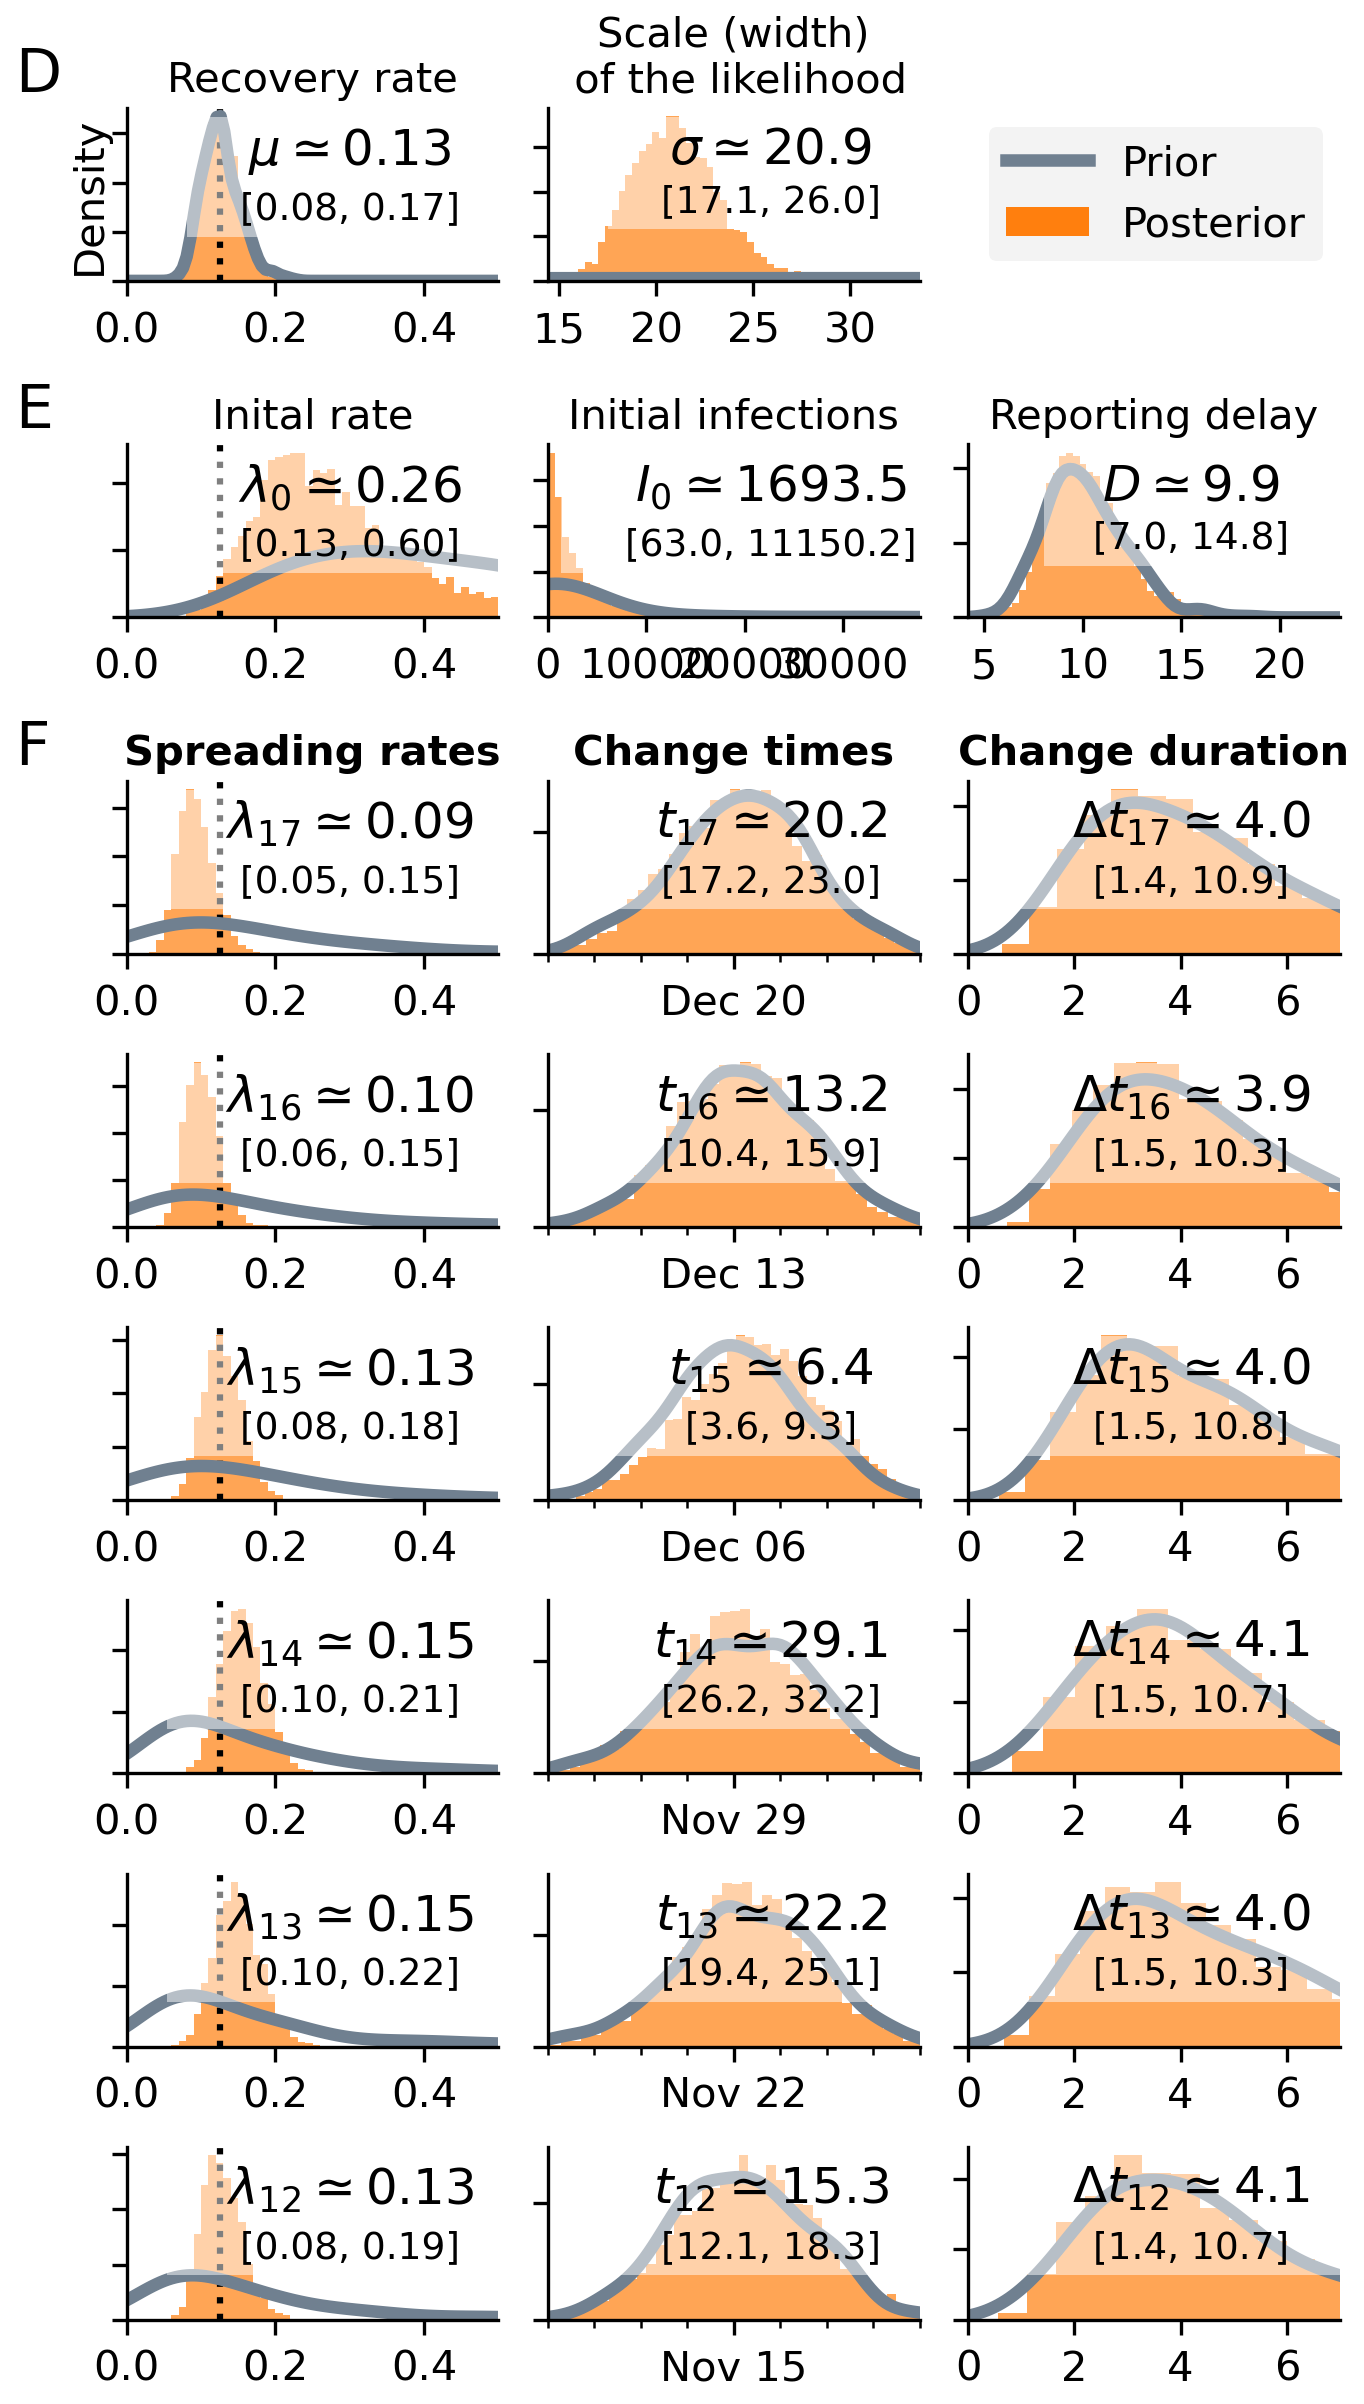 D
Recovery rate
Scale (width)
of the likelihood
Density
μ ≃ 0.13
[0.08, 0.17]
0.0 0.2 0.4
σ ≃ 20.9
[17.1, 26.0]
15 20 25 30
Prior
Posterior
E
Inital rate
λ₀ ≃ 0.26
[0.13, 0.60]
0.0 0.2 0.4
Initial infections
I₀ ≃ 1693.5
[63.0, 11150.2]
0 10000 20000 30000
Reporting delay
D ≃ 9.9
[7.0, 14.8]
5 10 15 20
F
Spreading rates Change times Change duration
λ₁₇ ≃ 0.09
[0.05, 0.15]
0.0 0.2 0.4
t₁₇ ≃ 20.2
[17.2, 23.0]
Dec 20
Δt₁₇ ≃ 4.0
[1.4, 10.9]
0 2 4 6
λ₁₆ ≃ 0.10
[0.06, 0.15]
0.0 0.2 0.4
t₁₆ ≃ 13.2
[10.4, 15.9]
Dec 13
Δt₁₆ ≃ 3.9
[1.5, 10.3]
0 2 4 6
λ₁₅ ≃ 0.13
[0.08, 0.18]
0.0 0.2 0.4
t₁₅ ≃ 6.4
[3.6, 9.3]
Dec 06
Δt₁₅ ≃ 4.0
[1.5, 10.8]
0 2 4 6
λ₁₄ ≃ 0.15
[0.10, 0.21]
0.0 0.2 0.4
t₁₄ ≃ 29.1
[26.2, 32.2]
Nov 29
Δt₁₄ ≃ 4.1
[1.5, 10.7]
0 2 4 6
λ₁₃ ≃ 0.15
[0.10, 0.22]
0.0 0.2 0.4
t₁₃ ≃ 22.2
[19.4, 25.1]
Nov 22
Δt₁₃ ≃ 4.0
[1.5, 10.3]
0 2 4 6
λ₁₂ ≃ 0.13
[0.08, 0.19]
0.0 0.2 0.4
t₁₂ ≃ 15.3
[12.1, 18.3]
Nov 15
Δt₁₂ ≃ 4.1
[1.4, 10.7]
0 2 4 6